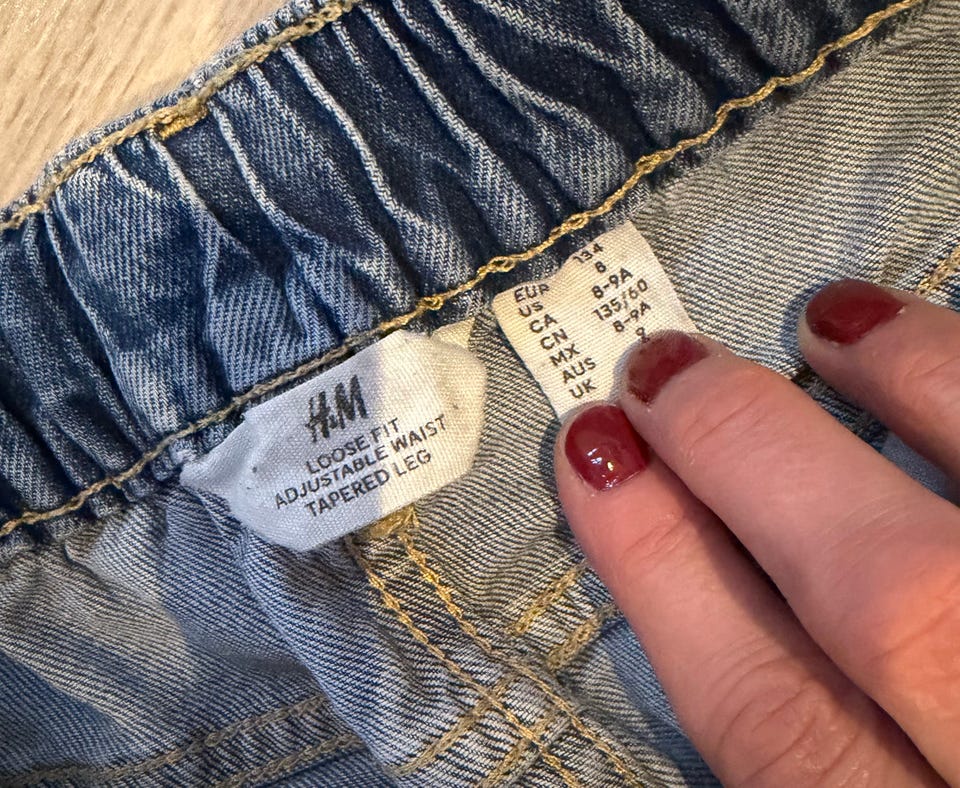 H&M
LOOSE FIT
ADJUSTABLE WAIST
TAPERED LEG
EUR 134
US 8
CA 8-9A
CN 135/60
MX 8-9A
AUS 9
UK